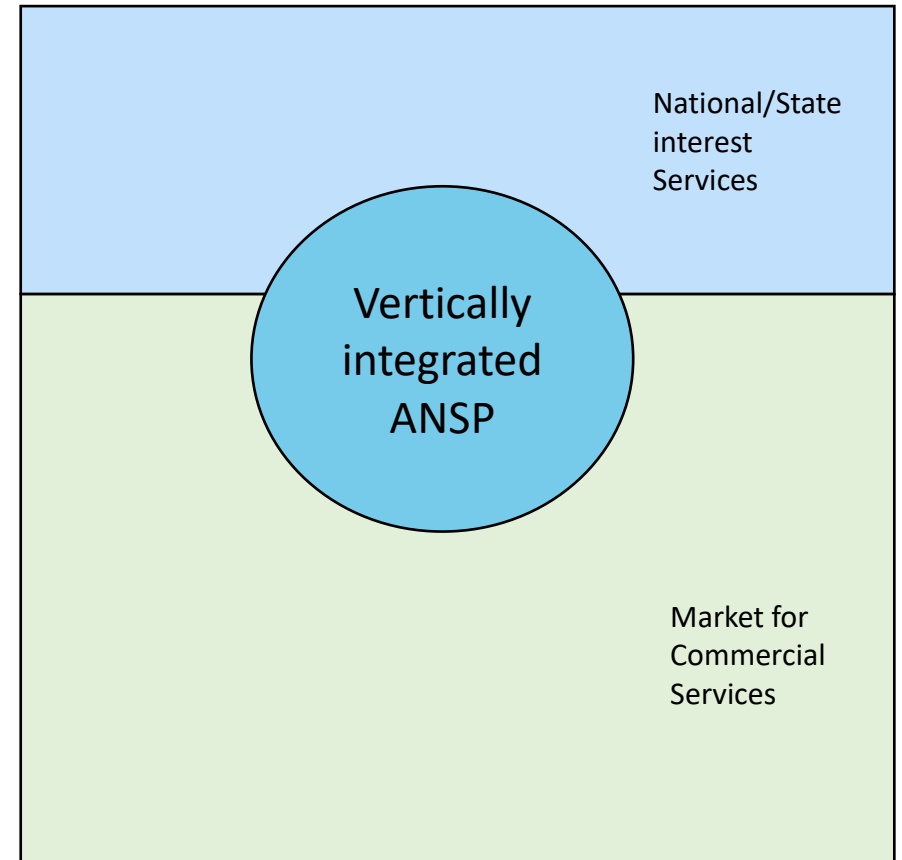 National/State
interest
Services
Vertically
integrated
ANSP
Market for
Commercial
Services